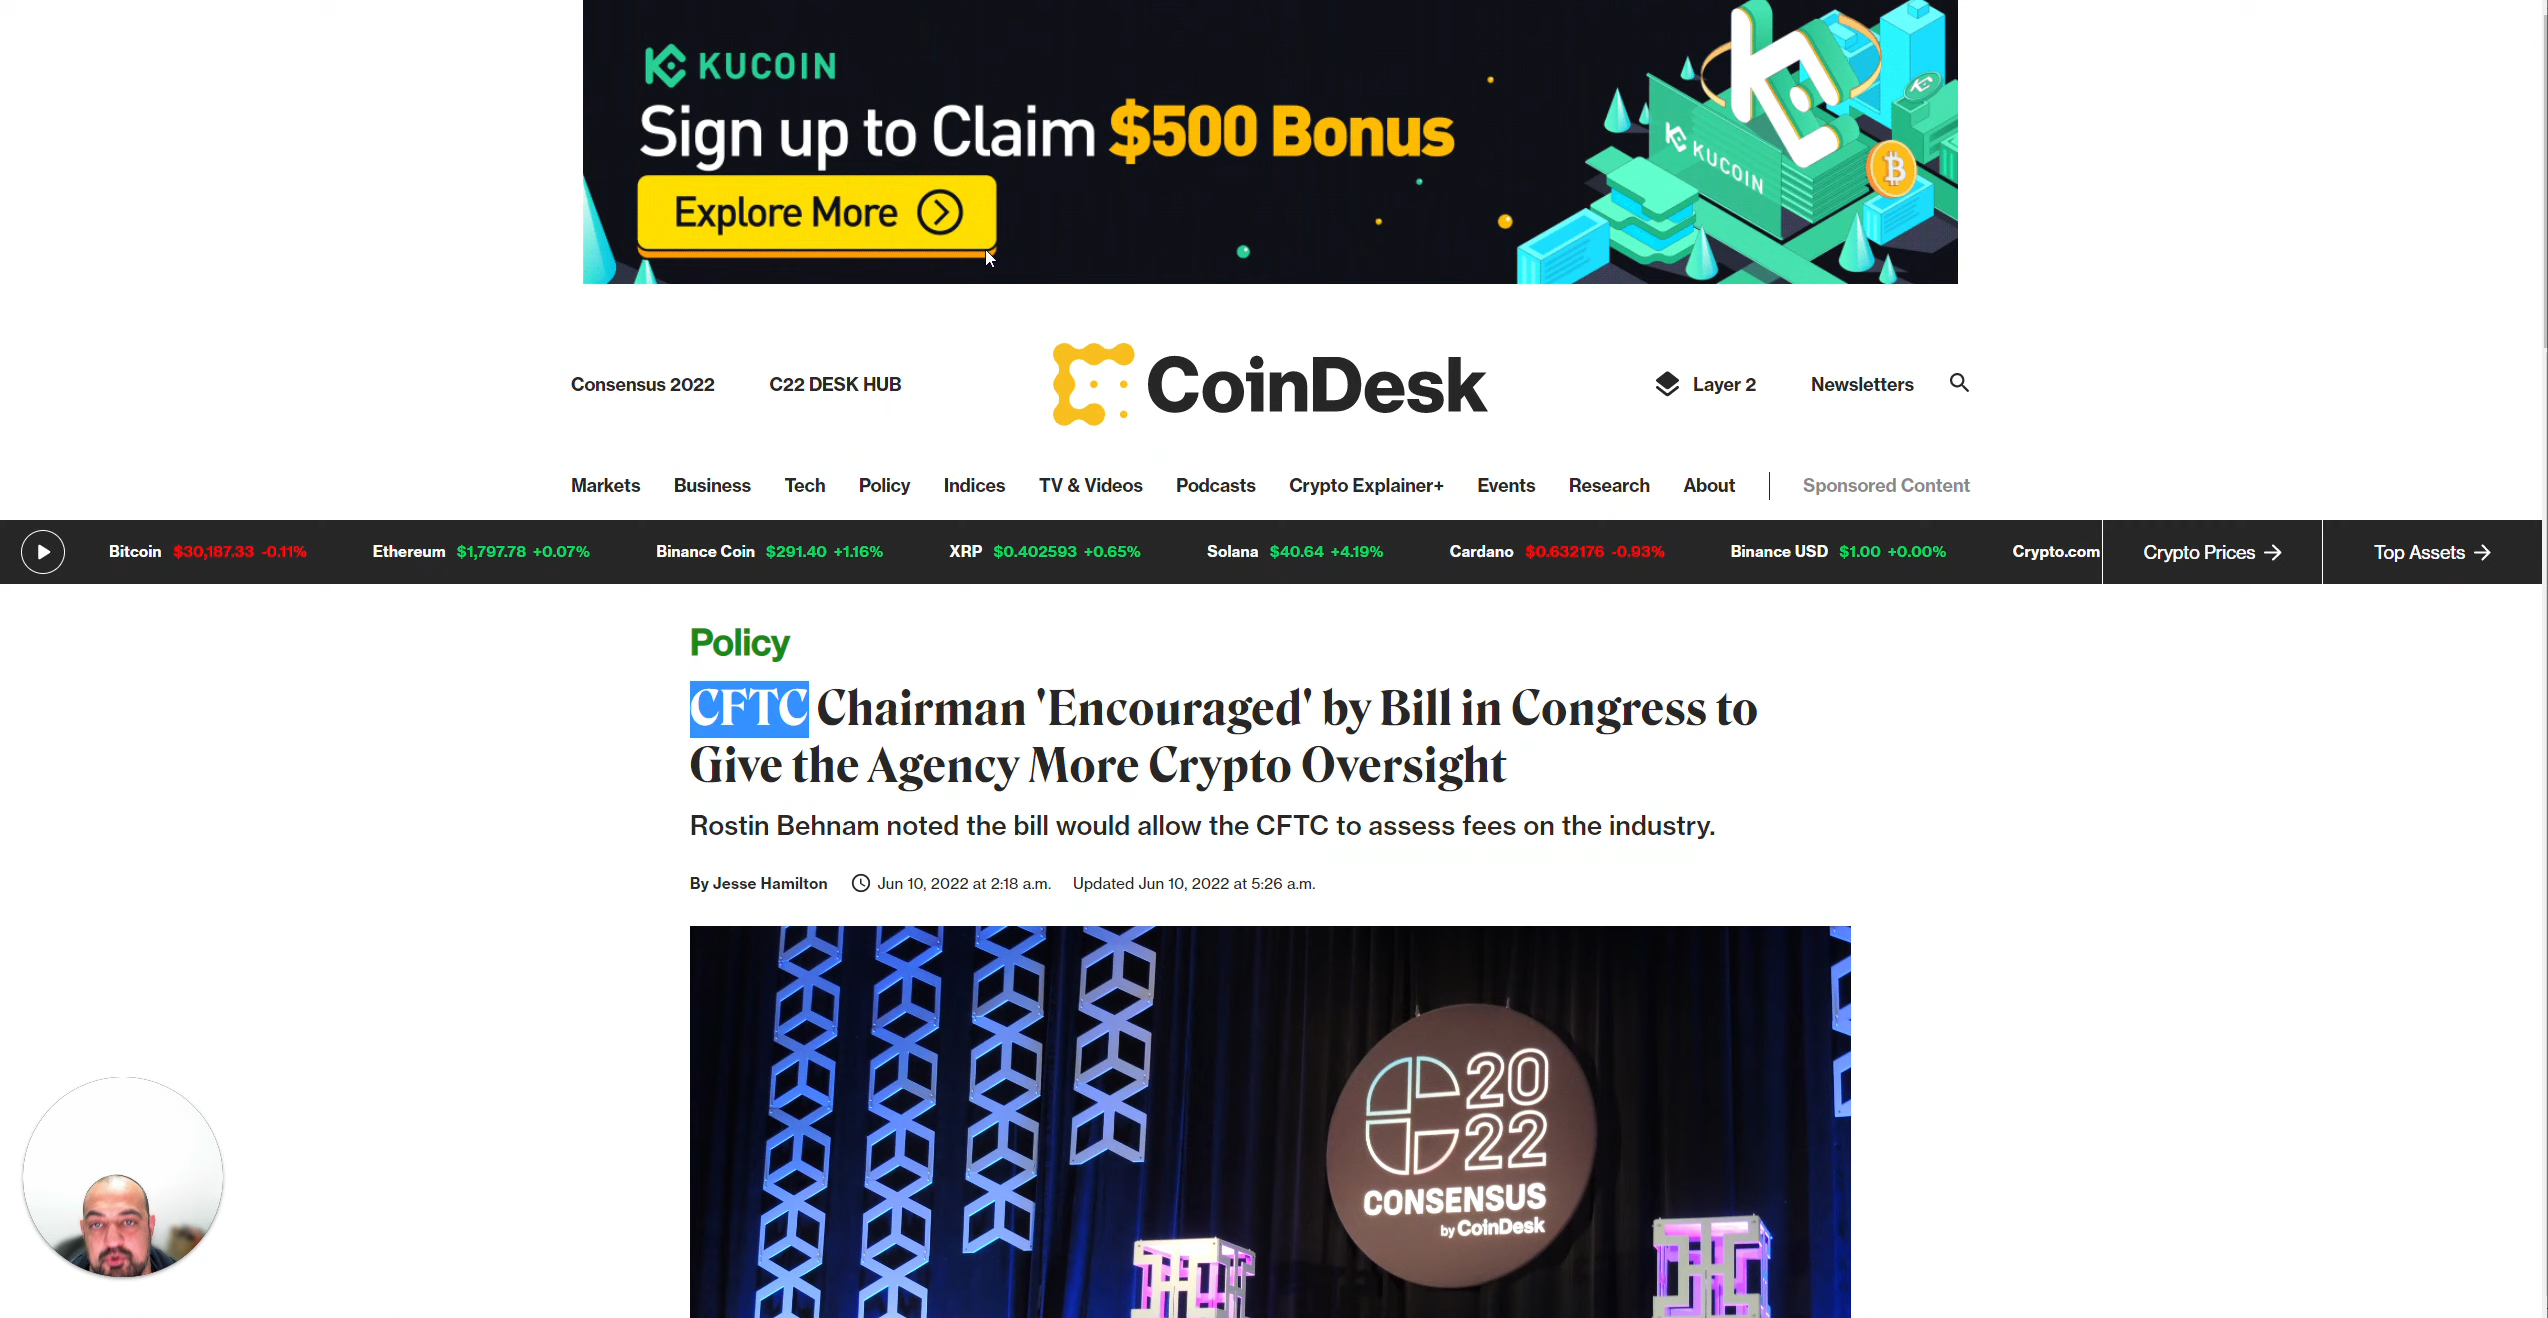 KUCOIN
Sign up to Claim $500 Bonus
Explore More
KUCOIN
Consensus 2022 C22 DESK HUB CoinDesk Layer 2 Newsletters
Markets Business Tech Policy Indices TV & Videos Podcasts Crypto Explainer+ Events Research About Sponsored Content
Bitcoin $30,187.33 -0.11% Ethereum $1,797.78 +0.07% Binance Coin $291.40 +1.16% XRP $0.402593 +0.65% Solana $40.64 +4.19% Cardano $0.632176 -0.93% Binance USD $1.00 +0.00% Crypto.com Crypto Prices → Top Assets →
Policy
CFTC Chairman 'Encouraged' by Bill in Congress to
Give the Agency More Crypto Oversight
Rostin Behnam noted the bill would allow the CFTC to assess fees on the industry.
By Jesse Hamilton Jun 10, 2022 at 2:18 a.m. Updated Jun 10, 2022 at 5:26 a.m.
20
22
CONSENSUS
by CoinDesk